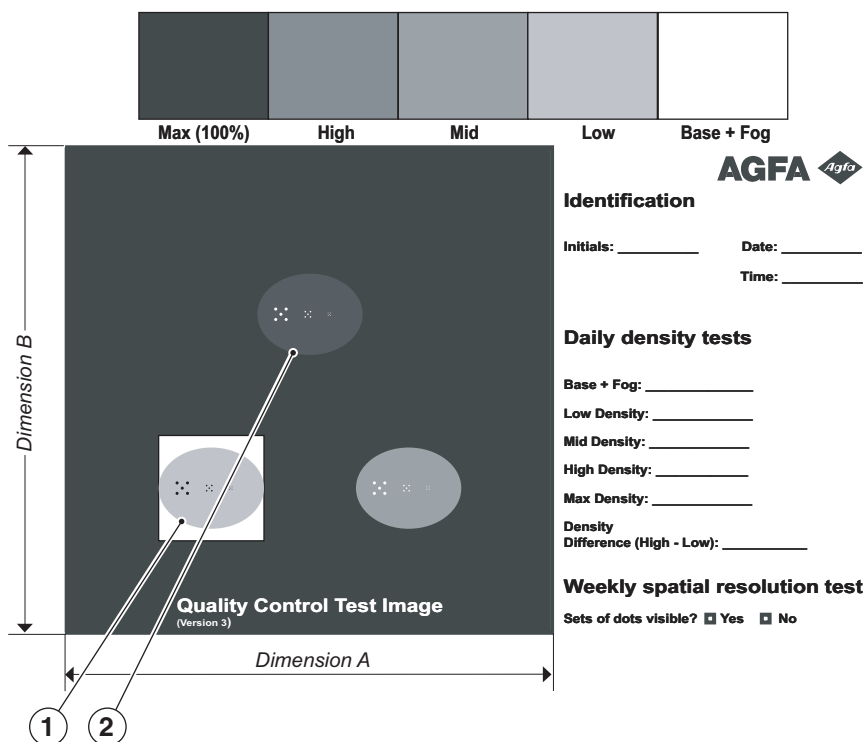 Max (100%) High Mid Low Base + Fog
AGFA Agfa
Identification
Initials: Date:
Time:
Daily density tests
Base + Fog:
Low Density:
Mid Density:
High Density:
Max Density:
Density
Difference (High - Low):
Weekly spatial resolution test
Sets of dots visible? Yes No
Dimension B
Quality Control Test Image
(Version 3)
Dimension A
1 2